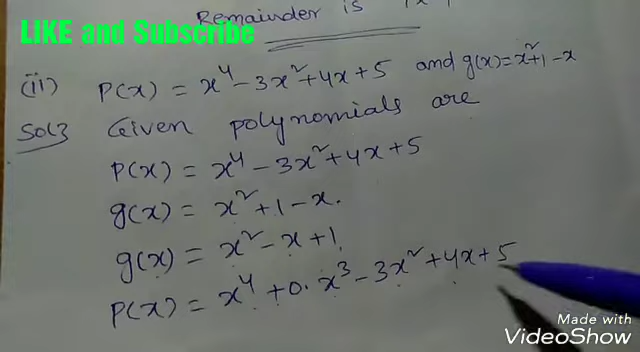 Remainder is
LIKE and Subscribe
(ii) P(x) = x⁴ - 3x² + 4x + 5 and g(x) = x² + 1 - x
Sol3 Given polynomials are
P(x) = x⁴ - 3x² + 4x + 5
g(x) = x² + 1 - x.
g(x) = x² - x + 1.
P(x) = x⁴ + 0. x³ - 3x² + 4x + 5
Made with
VideoShow